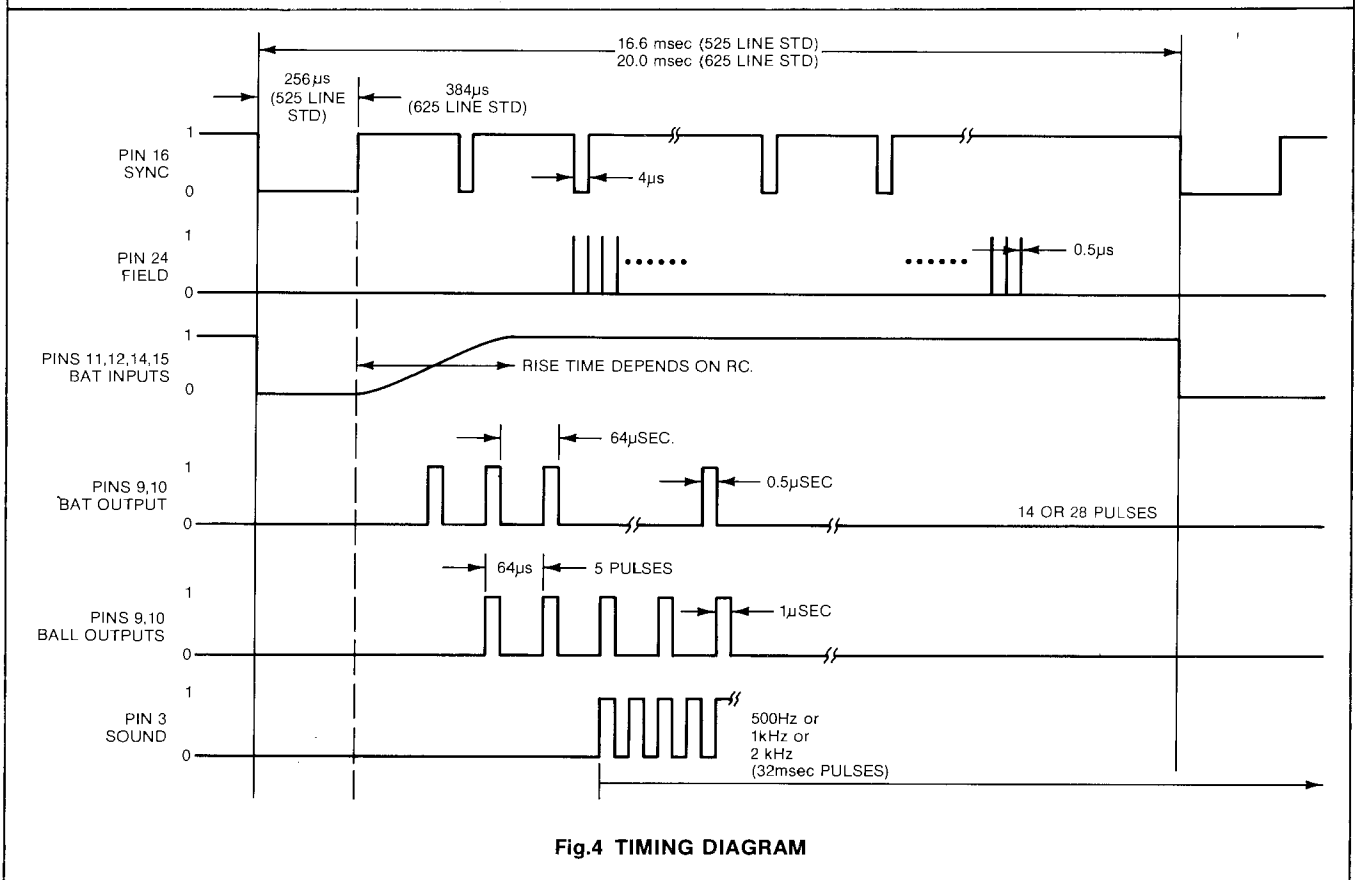 16.6 msec (525 LINE STD)
20.0 msec (625 LINE STD)
256µs
(525 LINE
STD)
384µs
(625 LINE STD)
PIN 16
SYNC
1
0
4µs
PIN 24
FIELD
1
0
0.5µs
PINS 11,12,14,15
BAT INPUTS
1
0
RISE TIME DEPENDS ON RC.
64µSEC.
PINS 9,10
BAT OUTPUT
1
0
0.5µSEC
14 OR 28 PULSES
64µs
5 PULSES
PINS 9,10
BALL OUTPUTS
1
0
1µSEC
PIN 3
SOUND
1
0
500Hz or
1kHz or
2 kHz
(32msec PULSES)
Fig.4 TIMING DIAGRAM